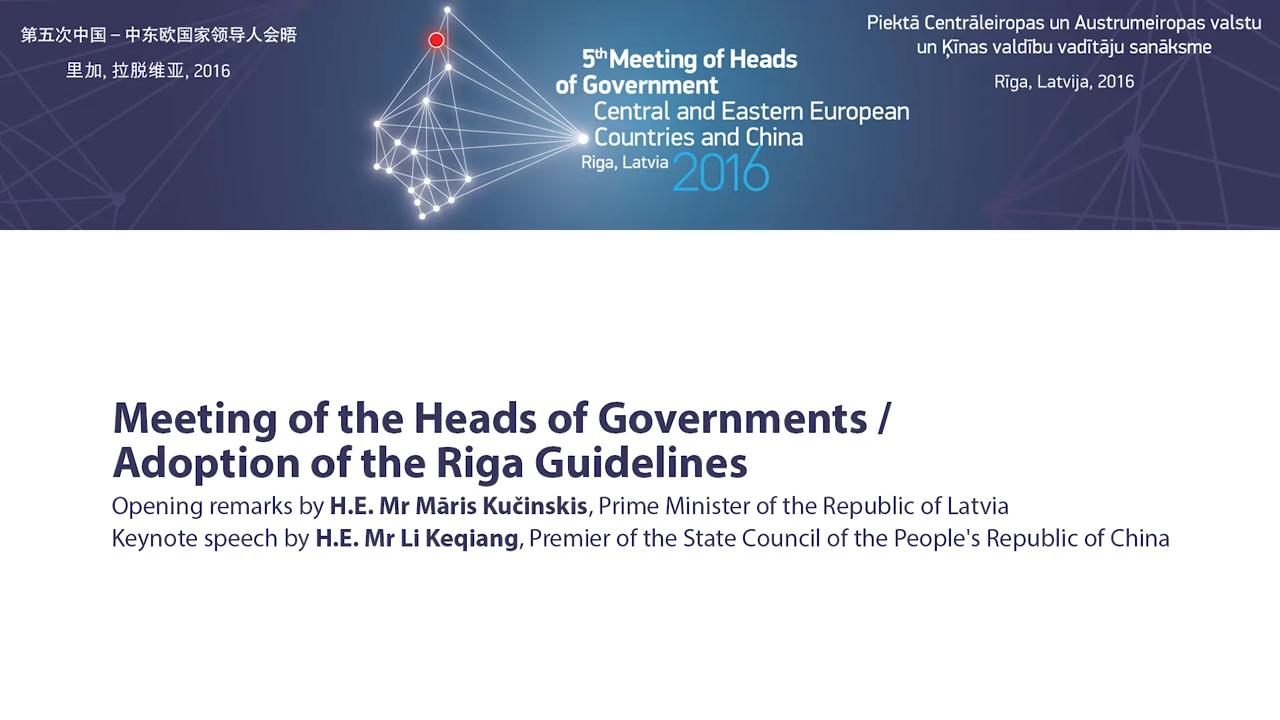 第五次中国 – 中东欧国家领导人会晤
里加, 拉脱维亚, 2016
5th Meeting of Heads
of Government
Central and Eastern European
Countries and China
Riga, Latvia 2016
Piektā Centrāleiropas un Austrumeiropas valstu
un Ķīnas valdību vadītāju sanāksme
Rīga, Latvija, 2016
Meeting of the Heads of Governments /
Adoption of the Riga Guidelines
Opening remarks by H.E. Mr Māris Kučinskis, Prime Minister of the Republic of Latvia
Keynote speech by H.E. Mr Li Keqiang, Premier of the State Council of the People's Republic of China